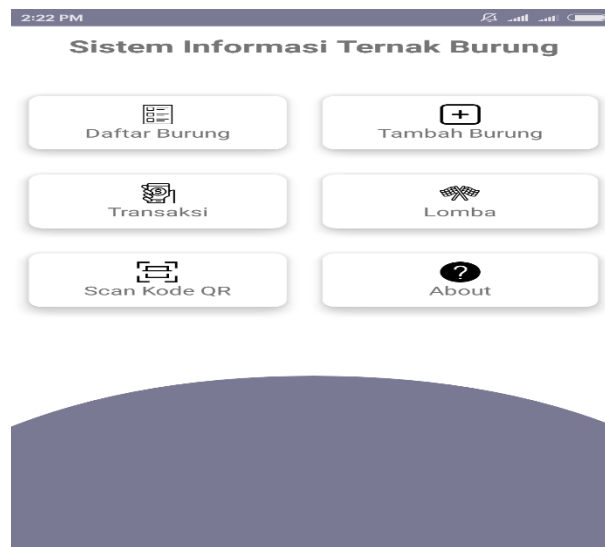 2:22 PM
Sistem Informasi Ternak Burung
Daftar Burung
Tambah Burung
Transaksi
Lomba
Scan Kode QR
About